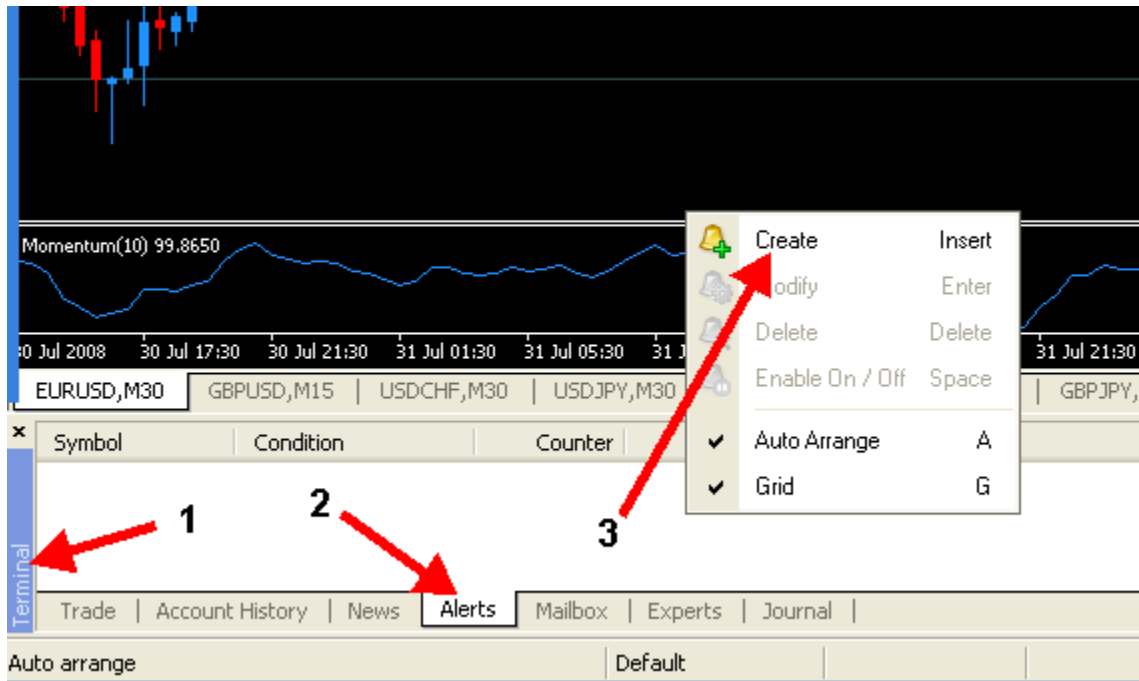 Momentum(10) 99.8650
Create Insert
Modify Enter
Delete Delete
Enable On / Off Space
Auto Arrange A
Grid G
30 Jul 2008 30 Jul 17:30 30 Jul 21:30 31 Jul 01:30 31 Jul 05:30 31 J 31 Jul 21:30
EURUSD,M30 GBPUSD,M15 USDCHF,M30 USDJPY,M30 GBPJPY,
Symbol Condition Counter
1
2
3
Terminal
Trade Account History News Alerts Mailbox Experts Journal
Auto arrange Default